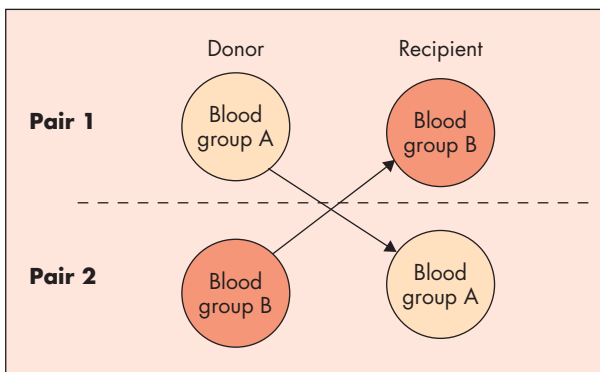 Donor
Recipient
Pair 1
Blood
group A
Blood
group B
Pair 2
Blood
group B
Blood
group A